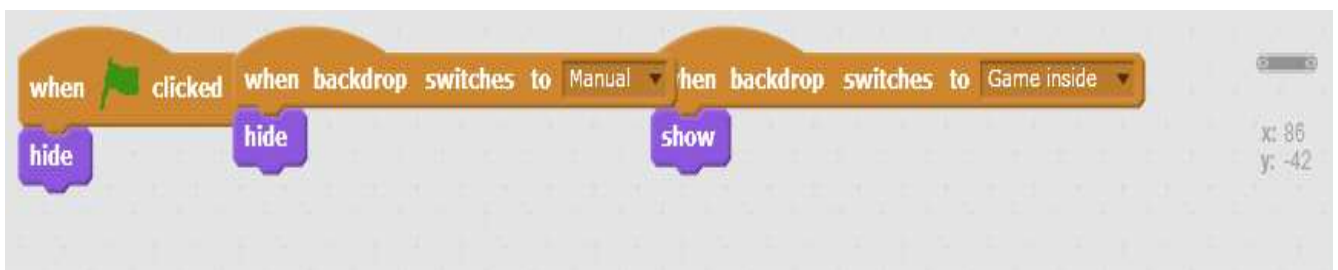 when clicked
hide
when backdrop switches to Manual
hide
hen backdrop switches to Game inside
show
x: 86
y: -42